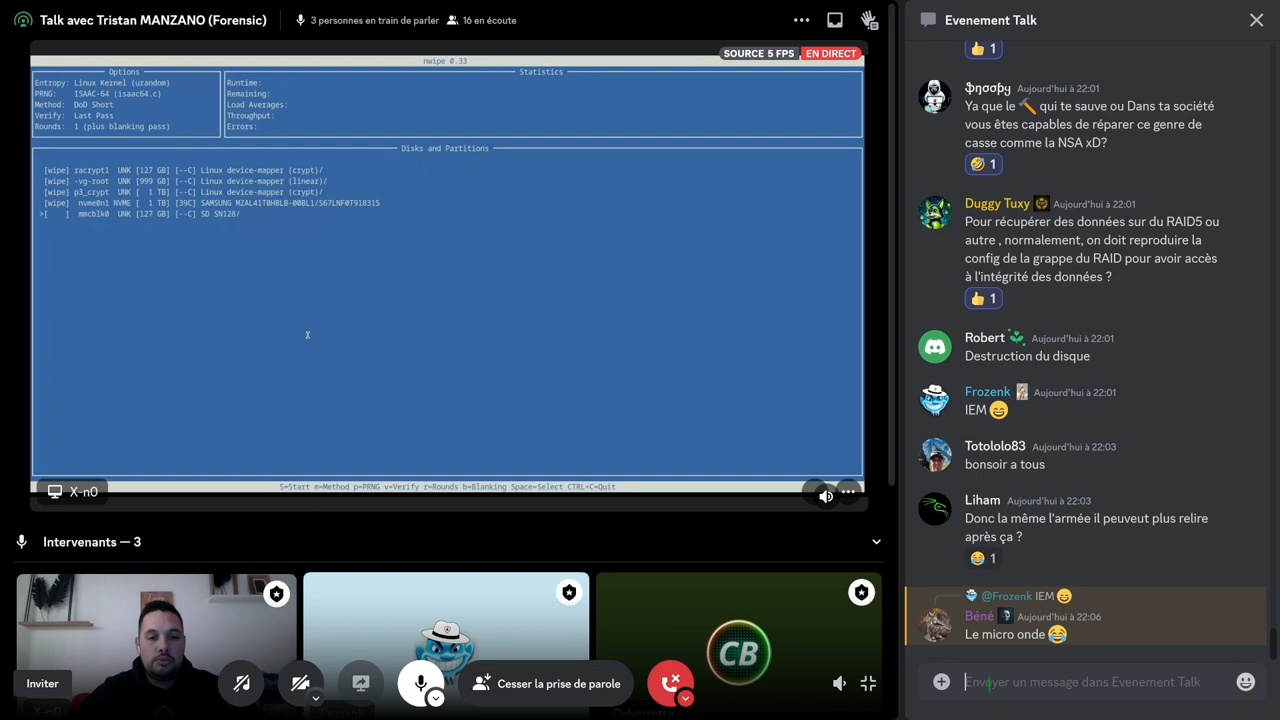 Talk avec Tristan MANZANO (Forensic)
3 personnes en train de parler
16 en écoute
SOURCE 5 FPS
EN DIRECT
nwipe 0.33
Options
Entropy: Linux Kernel (urandom)
PRNG: ISAAC-64 (isaac64.c)
Method: DoD Short
Verify: Last Pass
Rounds: 1 (plus blanking pass)
Statistics
Runtime:
Remaining:
Load Averages:
Throughput:
Errors:
Disks and Partitions
[wipe] racrypt1 UNK [127 GB] [--C] Linux device-mapper (crypt)/
[wipe] -vg-root UNK [999 GB] [--C] Linux device-mapper (linear)/
[wipe] p3_crypt UNK [ 1 TB] [--C] Linux device-mapper (crypt)/
[wipe] nvme0n1 NVME [ 1 TB] [39C] SAMSUNG MZAL41T0HBLB-00BL1/S67LNF0T918315
>[ ] mmcblk0 UNK [127 GB] [--C] SD SN128/
S=Start m=Method p=PRNG v=Verify r=Rounds b=Blanking Space=Select CTRL+C=Quit
X-n0
Intervenants — 3
CB
Inviter
Cesser la prise de parole
Evenement Talk
1
Aujourd'hui à 22:01
Ya que le 🔨 qui te sauve ou Dans ta société
vous êtes capables de réparer ce genre de
casse comme la NSA xD?
🤣 1
Duggy Tuxy Aujourd'hui à 22:01
Pour récupérer des données sur du RAID5 ou
autre , normalement, on doit reproduire la
config de la grappe du RAID pour avoir accès
à l'intégrité des données ?
👍 1
Robert Aujourd'hui à 22:01
Destruction du disque
Frozenk Aujourd'hui à 22:01
IEM 😄
Totololo83 Aujourd'hui à 22:03
bonsoir a tous
Liham Aujourd'hui à 22:03
Donc la même l'armée il peuveut plus relire
après ça ?
😂 1
@Frozenk IEM 😄
Béné Aujourd'hui à 22:06
Le micro onde 😂
Envoyer un message dans Evenement Talk